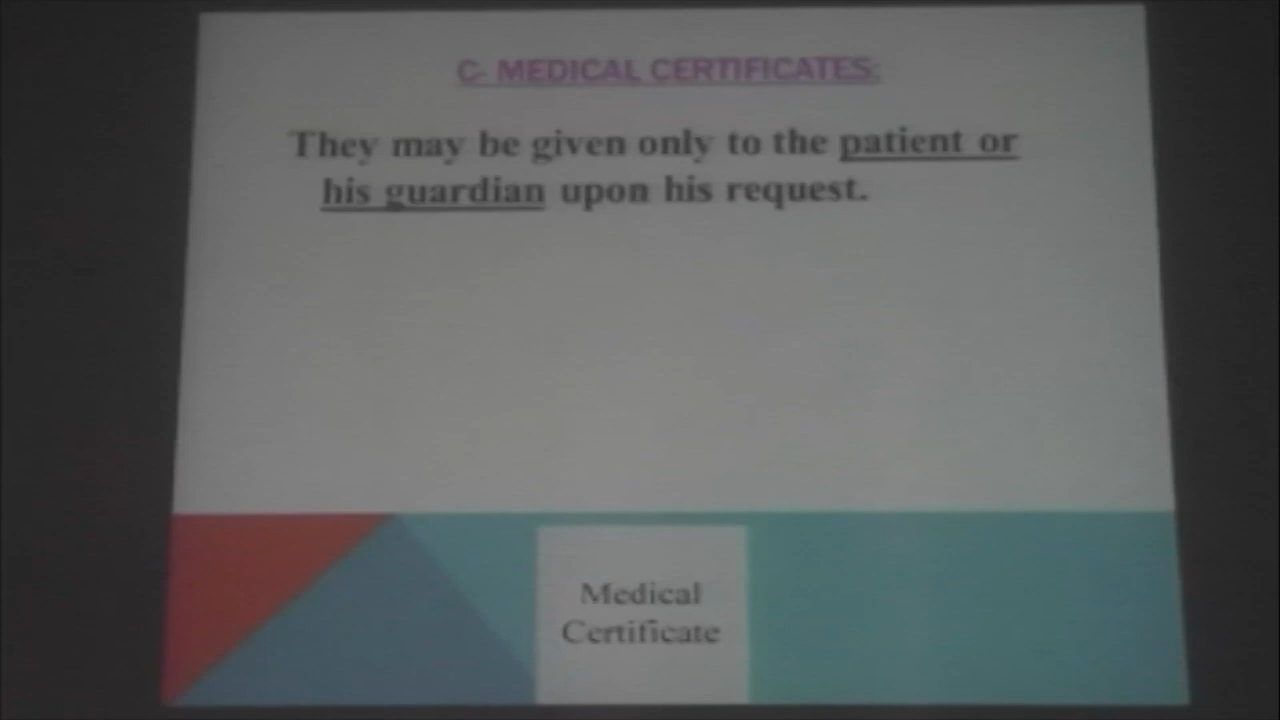 C- MEDICAL CERTIFICATES:
They may be given only to the patient or
his guardian upon his request.
Medical
Certificate